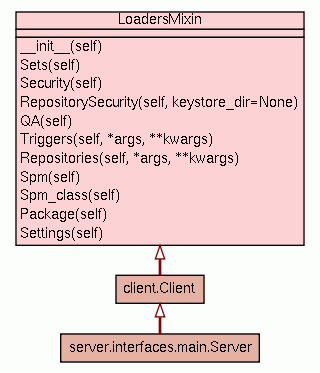 LoadersMixin
__init__(self)
Sets(self)
Security(self)
RepositorySecurity(self, keystore_dir=None)
QA(self)
Triggers(self, *args, **kwargs)
Repositories(self, *args, **kwargs)
Spm(self)
Spm_class(self)
Package(self)
Settings(self)
client.Client
server.interfaces.main.Server